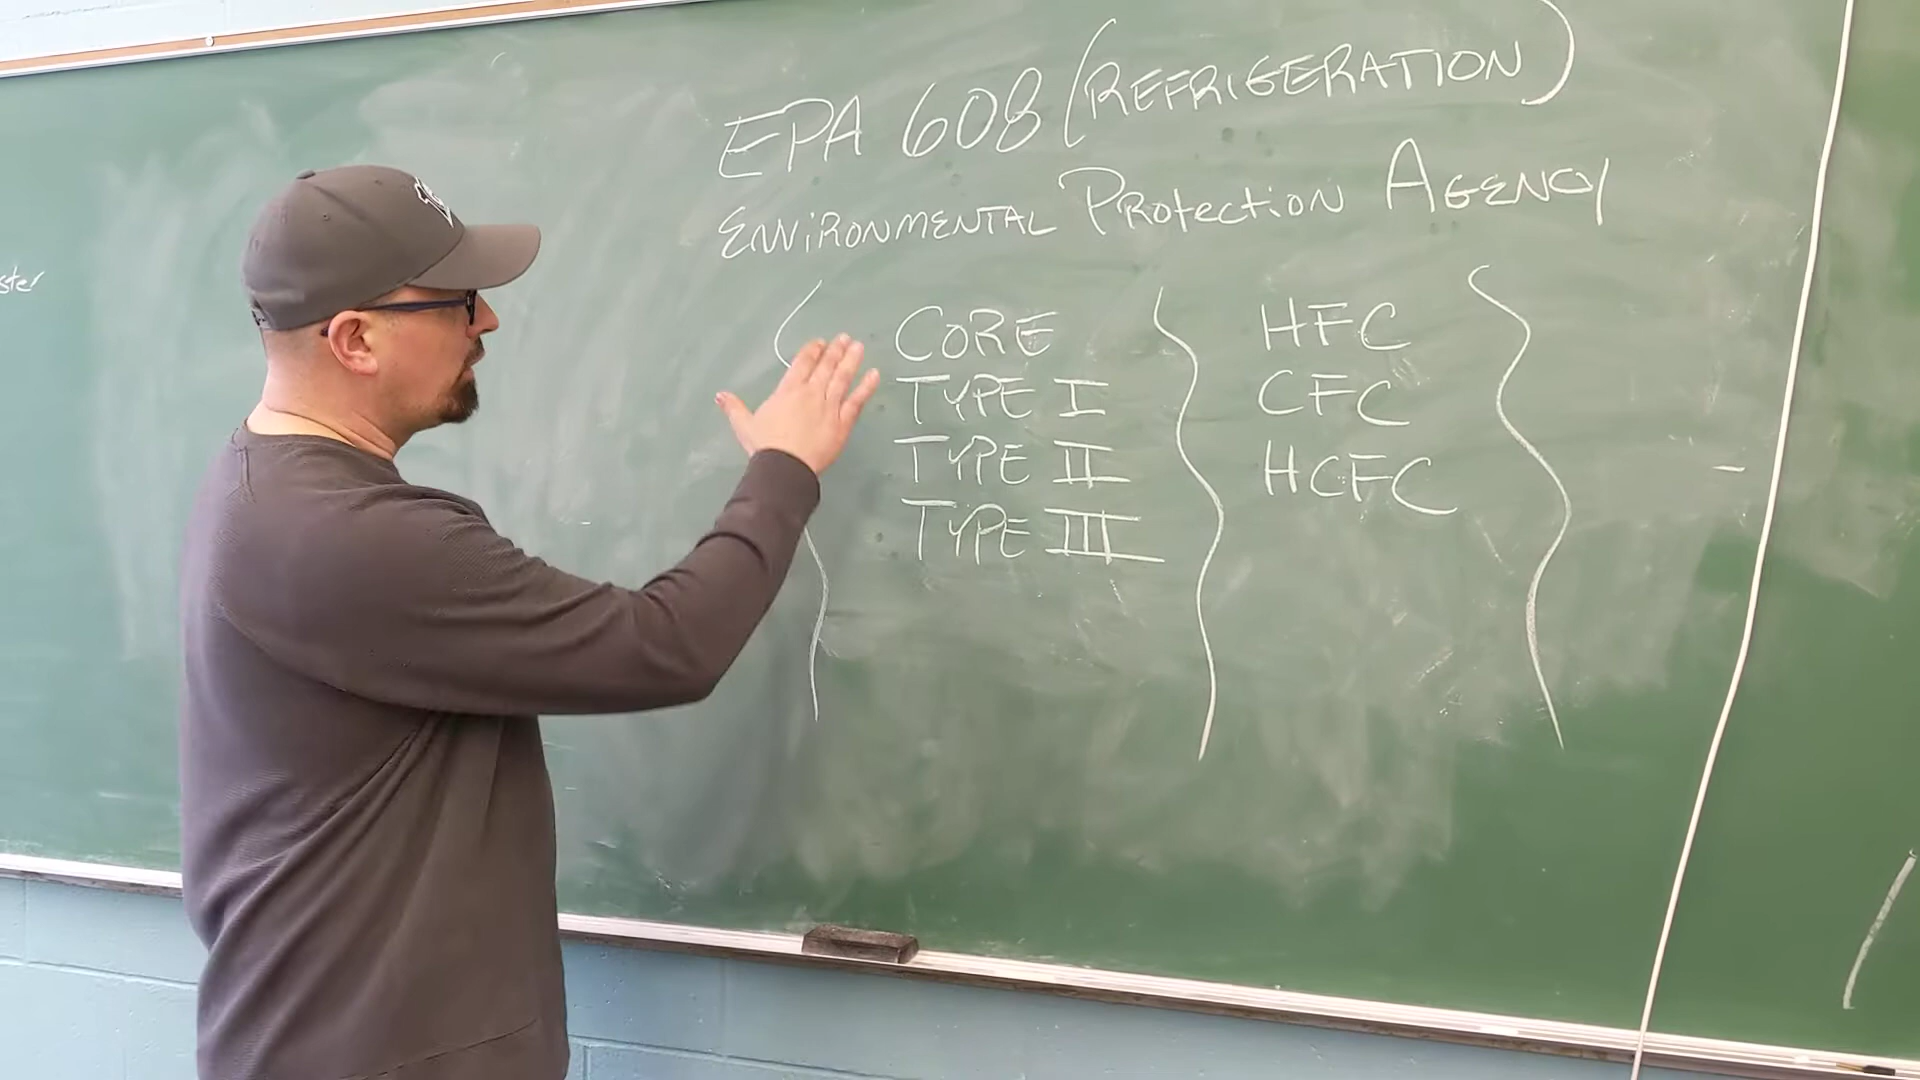 EPA 608 (REFRIGERATION)
ENVIRONMENTAL PROTECTION AGENCY
CORE
TYPE I
TYPE II
TYPE III
HFC
CFC
HCFC